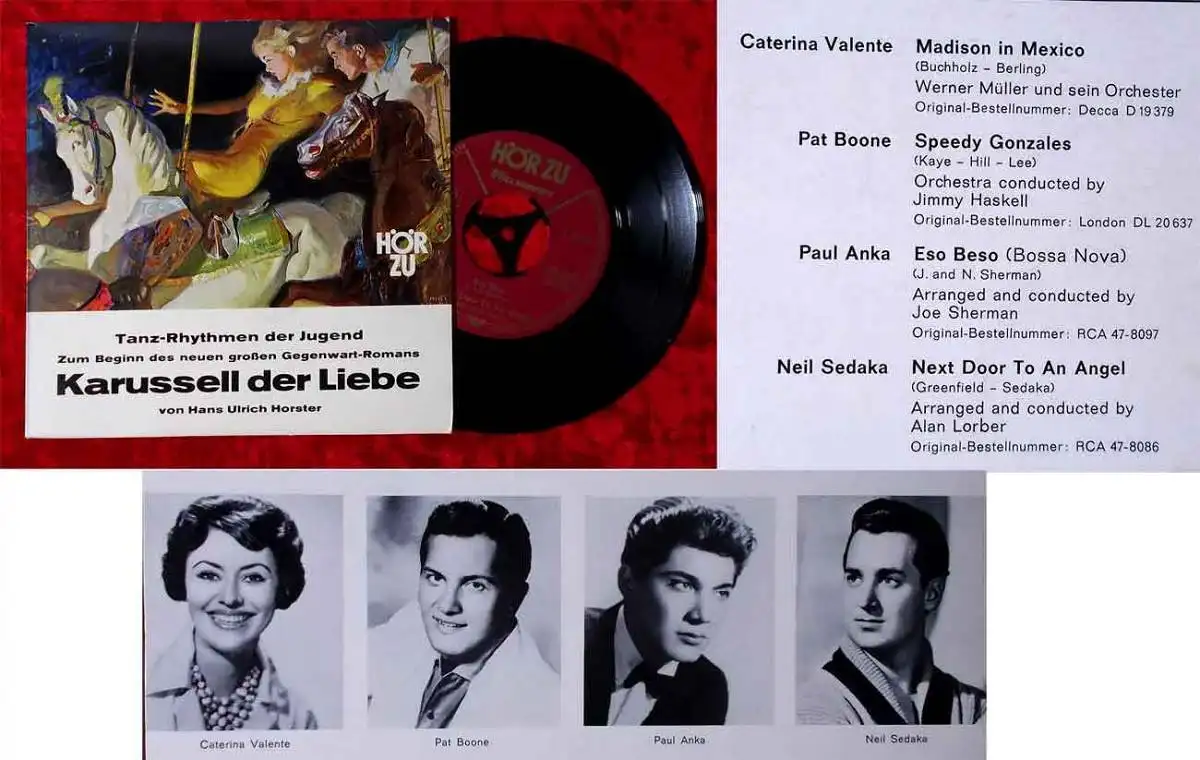 HÖR
ZU
Tanz-Rhythmen der Jugend
Zum Beginn des neuen großen Gegenwart-Romans
Karussell der Liebe
von Hans Ulrich Horster
HÖR ZU
Caterina Valente Madison in Mexico
(Buchholz - Berling)
Werner Müller und sein Orchester
Original-Bestellnummer: Decca D 19 379
Pat Boone Speedy Gonzales
(Kaye - Hill - Lee)
Orchestra conducted by
Jimmy Haskell
Original-Bestellnummer: London DL 20 637
Paul Anka Eso Beso (Bossa Nova)
(J. and N. Sherman)
Arranged and conducted by
Joe Sherman
Original-Bestellnummer: RCA 47-8097
Neil Sedaka Next Door To An Angel
(Greenfield - Sedaka)
Arranged and conducted by
Alan Lorber
Original-Bestellnummer: RCA 47-8086
Caterina Valente
Pat Boone
Paul Anka
Neil Sedaka